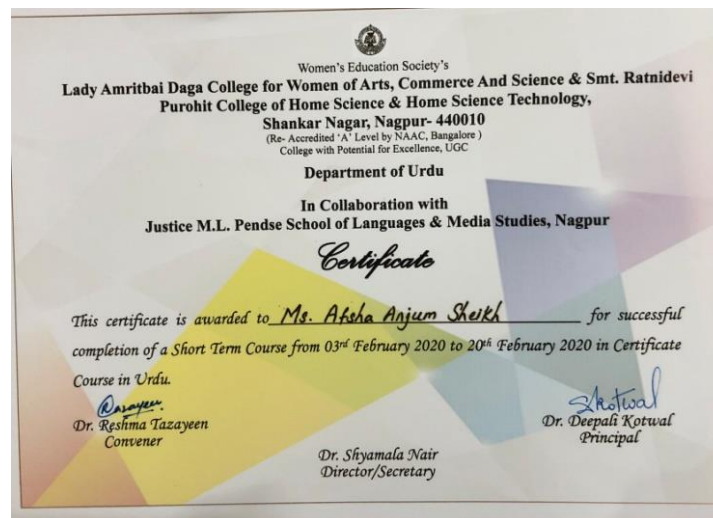 Women's Education Society's
Lady Amritbai Daga College for Women of Arts, Commerce And Science & Smt. Ratnidevi
Purohit College of Home Science & Home Science Technology,
Shankar Nagar, Nagpur- 440010
(Re- Accredited 'A' Level by NAAC, Bangalore )
College with Potential for Excellence, UGC
Department of Urdu
In Collaboration with
Justice M.L. Pendse School of Languages & Media Studies, Nagpur
Certificate
This certificate is awarded to Ms. Afsha Anjum Sheikh for successful
completion of a Short Term Course from 03rd February 2020 to 20th February 2020 in Certificate
Course in Urdu.
Skotwal
Dr. Reshma Tazayeen
Convener
Dr. Deepali Kotwal
Principal
Dr. Shyamala Nair
Director/Secretary